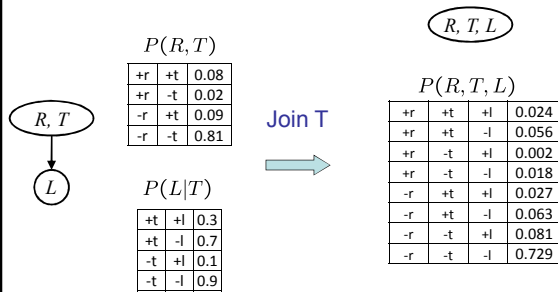 P(R, T)
+r +t 0.08
+r -t 0.02
-r +t 0.09
-r -t 0.81
R, T
L
P(L|T)
+t +l 0.3
+t -l 0.7
-t +l 0.1
-t -l 0.9
Join T
R, T, L
P(R, T, L)
+r +t +l 0.024
+r +t -l 0.056
+r -t +l 0.002
+r -t -l 0.018
-r +t +l 0.027
-r +t -l 0.063
-r -t +l 0.081
-r -t -l 0.729